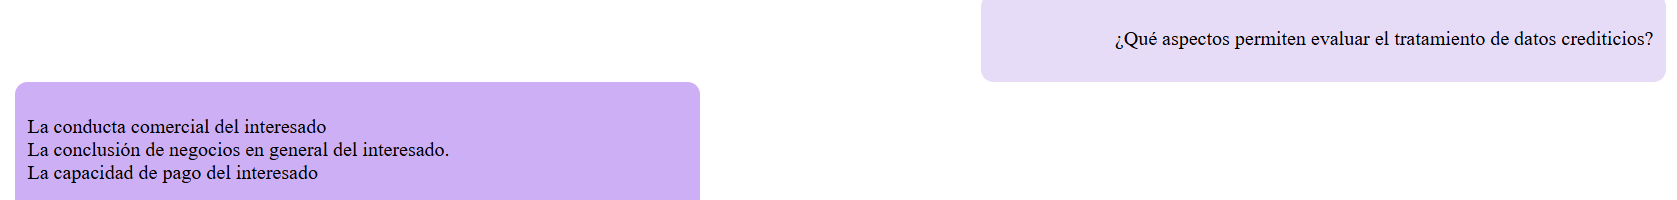 ¿Qué aspectos permiten evaluar el tratamiento de datos crediticios?
La conducta comercial del interesado
La conclusión de negocios en general del interesado.
La capacidad de pago del interesado